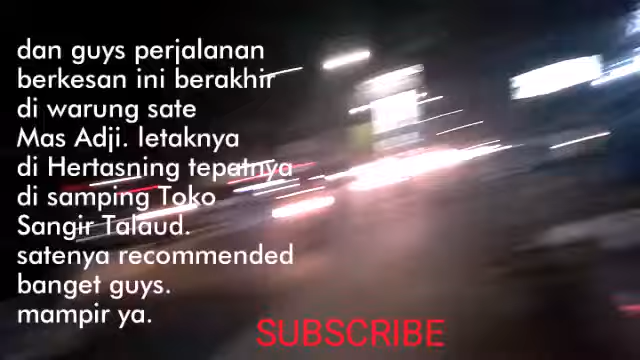 dan guys perjalanan
berkesan ini berakhir
di warung sate
Mas Adji. letaknya
di Hertasning tepatnya
di samping Toko
Sangir Talaud.
satenya recommended
banget guys.
mampir ya.
SUBSCRIBE